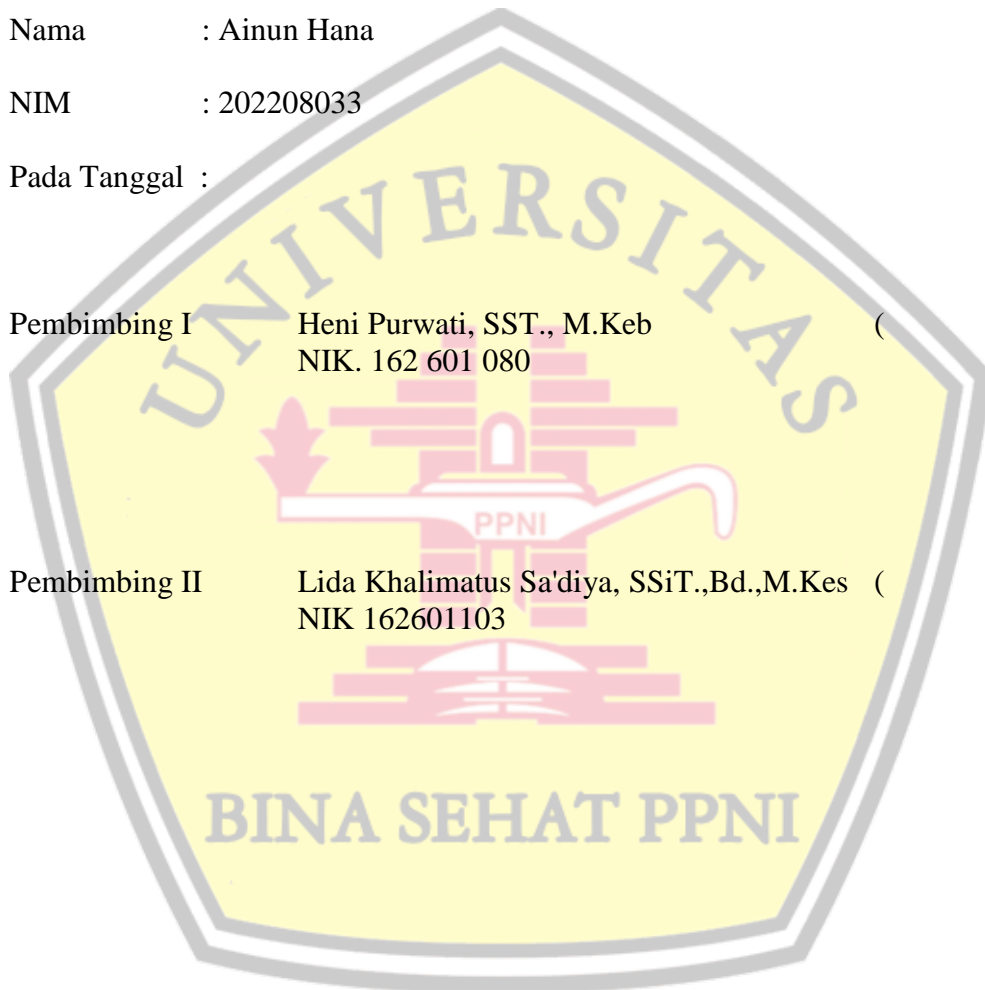 Nama : Ainun Hana
NIM : 202208033
Pada Tanggal :
UNIVERSITAS
Pembimbing I Heni Purwati, SST., M.Keb (
NIK. 162 601 080
PPNI
Pembimbing II Lida Khalimatus Sa'diya, SSiT.,Bd.,M.Kes (
NIK 162601103
BINA SEHAT PPNI